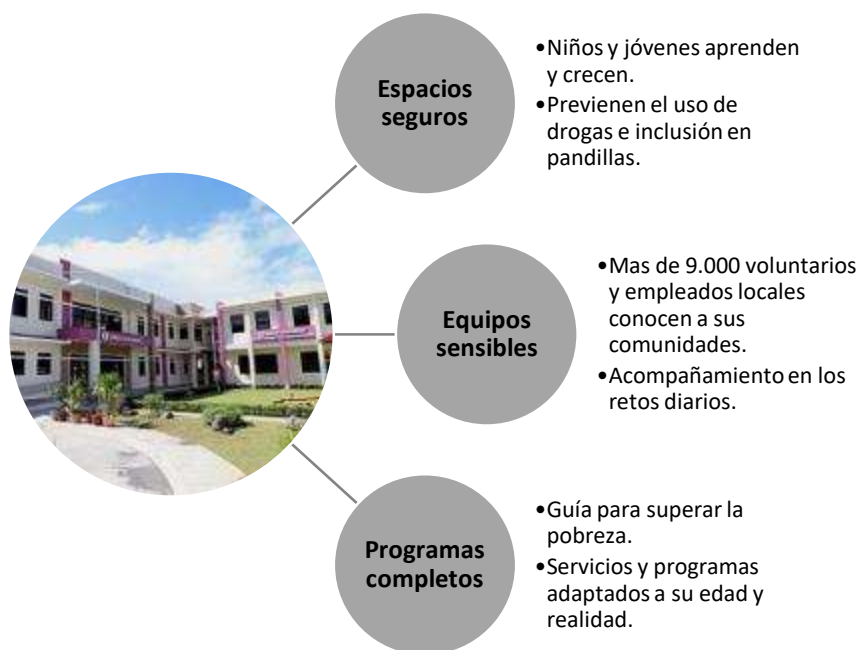 Espacios
seguros
•Niños y jóvenes aprenden
y crecen.
•Previenen el uso de
drogas e inclusión en
pandillas.
Equipos
sensibles
•Mas de 9.000 voluntarios
y empleados locales
conocen a sus
comunidades.
•Acompañamiento en los
retos diarios.
Programas
completos
•Guía para superar la
pobreza.
•Servicios y programas
adaptados a su edad y
realidad.